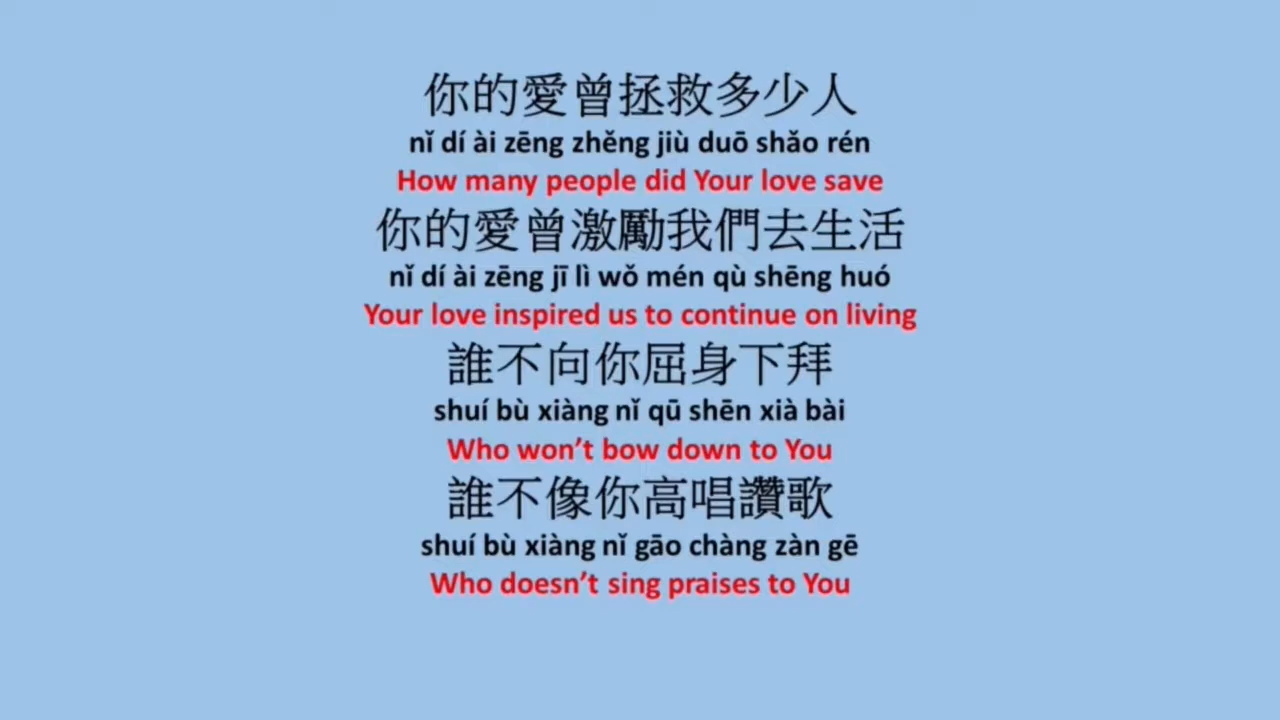 你的愛曾拯救多少人
nǐ dí ài zēng zhěng jiù duō shǎo rén
How many people did Your love save
你的愛曾激勵我們去生活
nǐ dí ài zēng jī lì wǒ mén qù shēng huó
Your love inspired us to continue on living
誰不向你屈身下拜
shuí bù xiàng nǐ qū shēn xià bài
Who won’t bow down to You
誰不像你高唱讚歌
shuí bù xiàng nǐ gāo chàng zàn gē
Who doesn’t sing praises to You